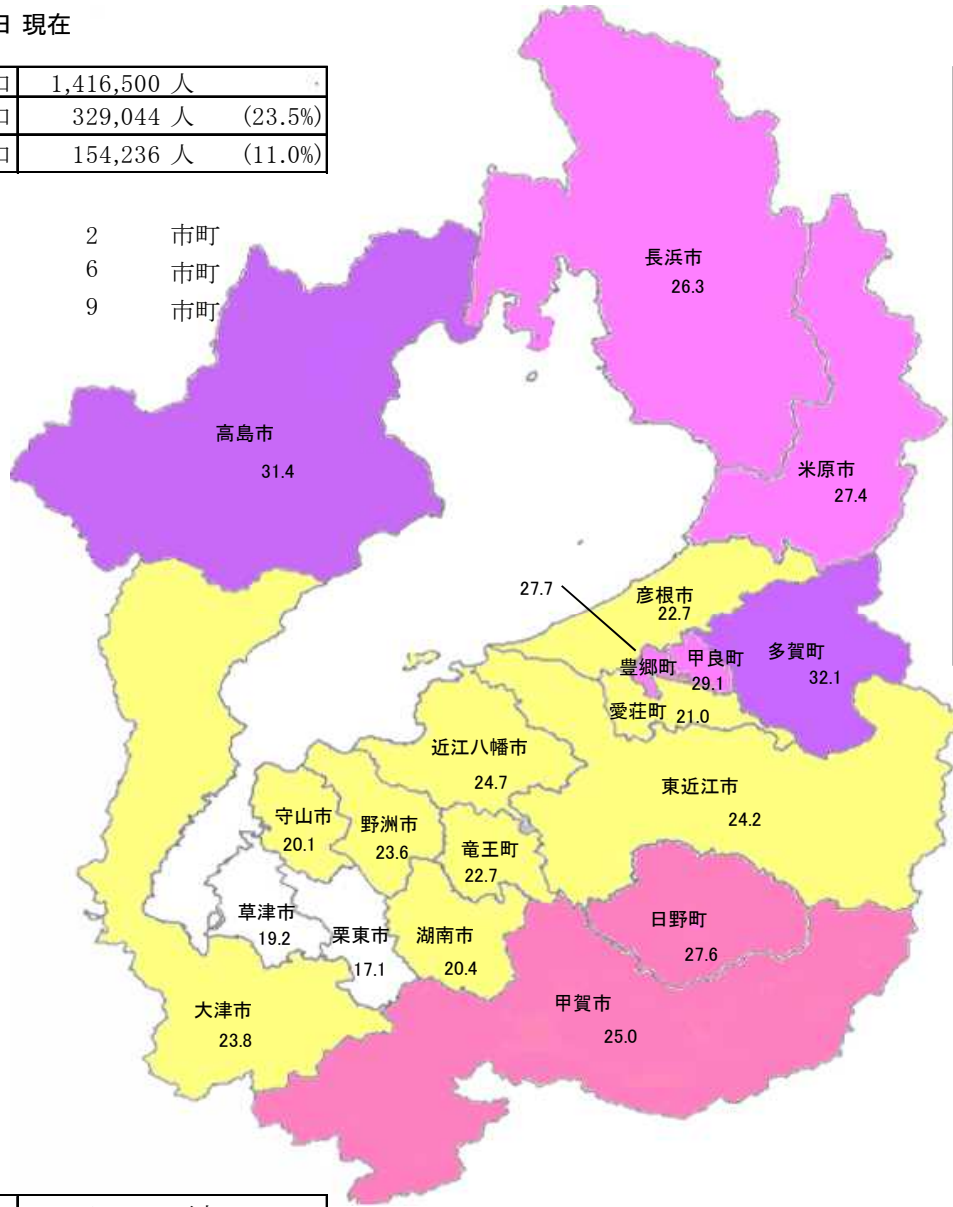 日 現在
口 1,416,500 人
口 329,044 人 (23.5%)
口 154,236 人 (11.0%)
2 市町
6 市町
9 市町
長浜市
26.3
高島市
31.4
米原市
27.4
27.7
彦根市
22.7
豊郷町
甲良町
29.1
多賀町
32.1
愛荘町 21.0
近江八幡市
24.7
東近江市
24.2
守山市
20.1
野洲市
23.6
竜王町
22.7
草津市
19.2
栗東市
17.1
湖南市
20.4
日野町
27.6
甲賀市
25.0
大津市
23.8